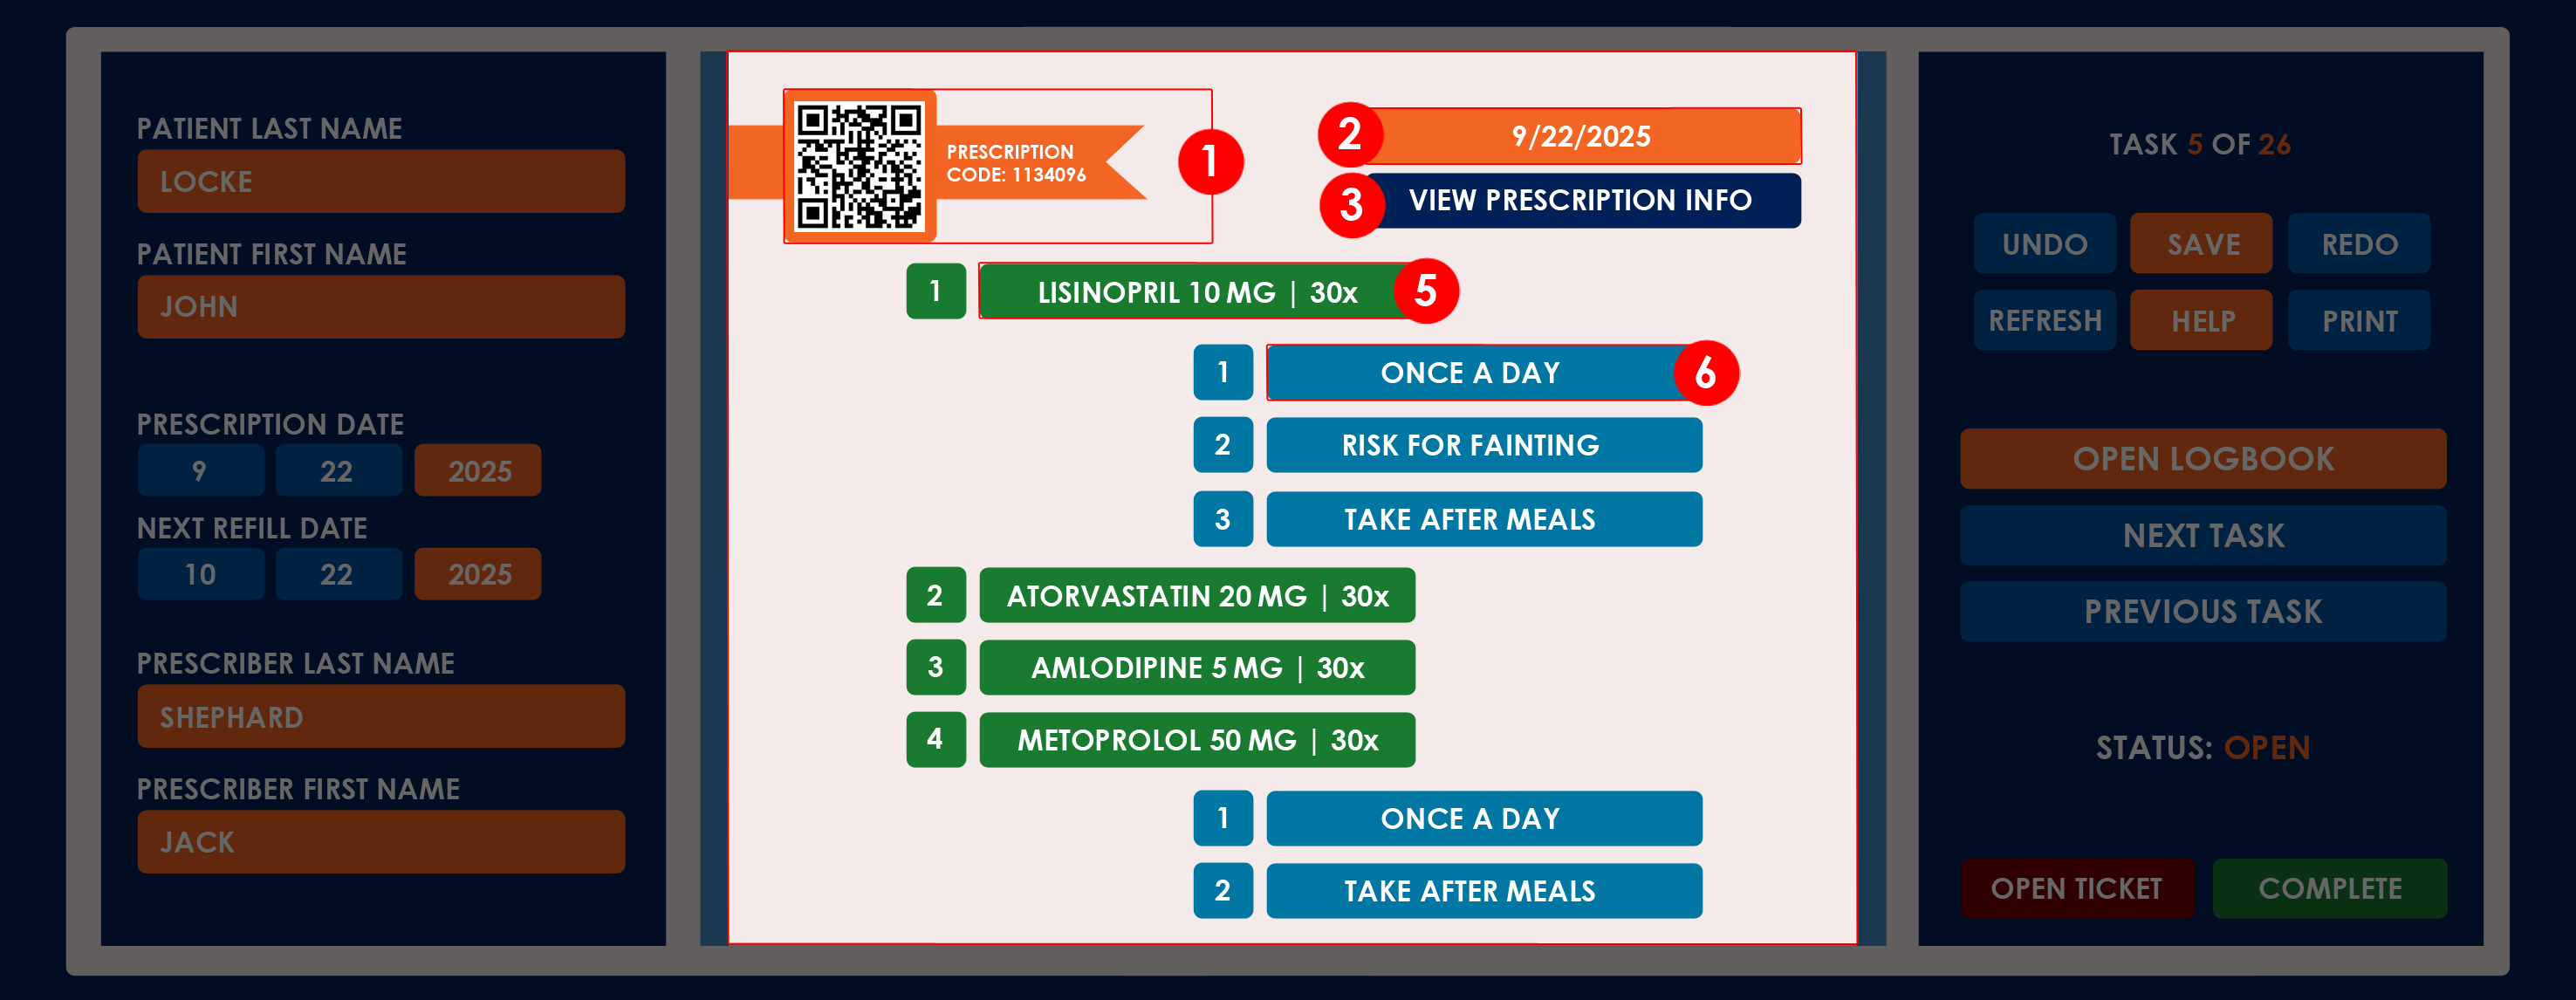 PATIENT LAST NAME
LOCKE
PATIENT FIRST NAME
JOHN
PRESCRIPTION DATE
9 22 2025
NEXT REFILL DATE
10 22 2025
PRESCRIBER LAST NAME
SHEPHARD
PRESCRIBER FIRST NAME
JACK
PRESCRIPTION
CODE: 1134096
1
2 9/22/2025
3 VIEW PRESCRIPTION INFO
1 LISINOPRIL 10 MG | 30x 5
1 ONCE A DAY 6
2 RISK FOR FAINTING
3 TAKE AFTER MEALS
2 ATORVASTATIN 20 MG | 30x
3 AMLODIPINE 5 MG | 30x
4 METOPROLOL 50 MG | 30x
1 ONCE A DAY
2 TAKE AFTER MEALS
TASK 5 OF 26
UNDO SAVE REDO
REFRESH HELP PRINT
OPEN LOGBOOK
NEXT TASK
PREVIOUS TASK
STATUS: OPEN
OPEN TICKET COMPLETE